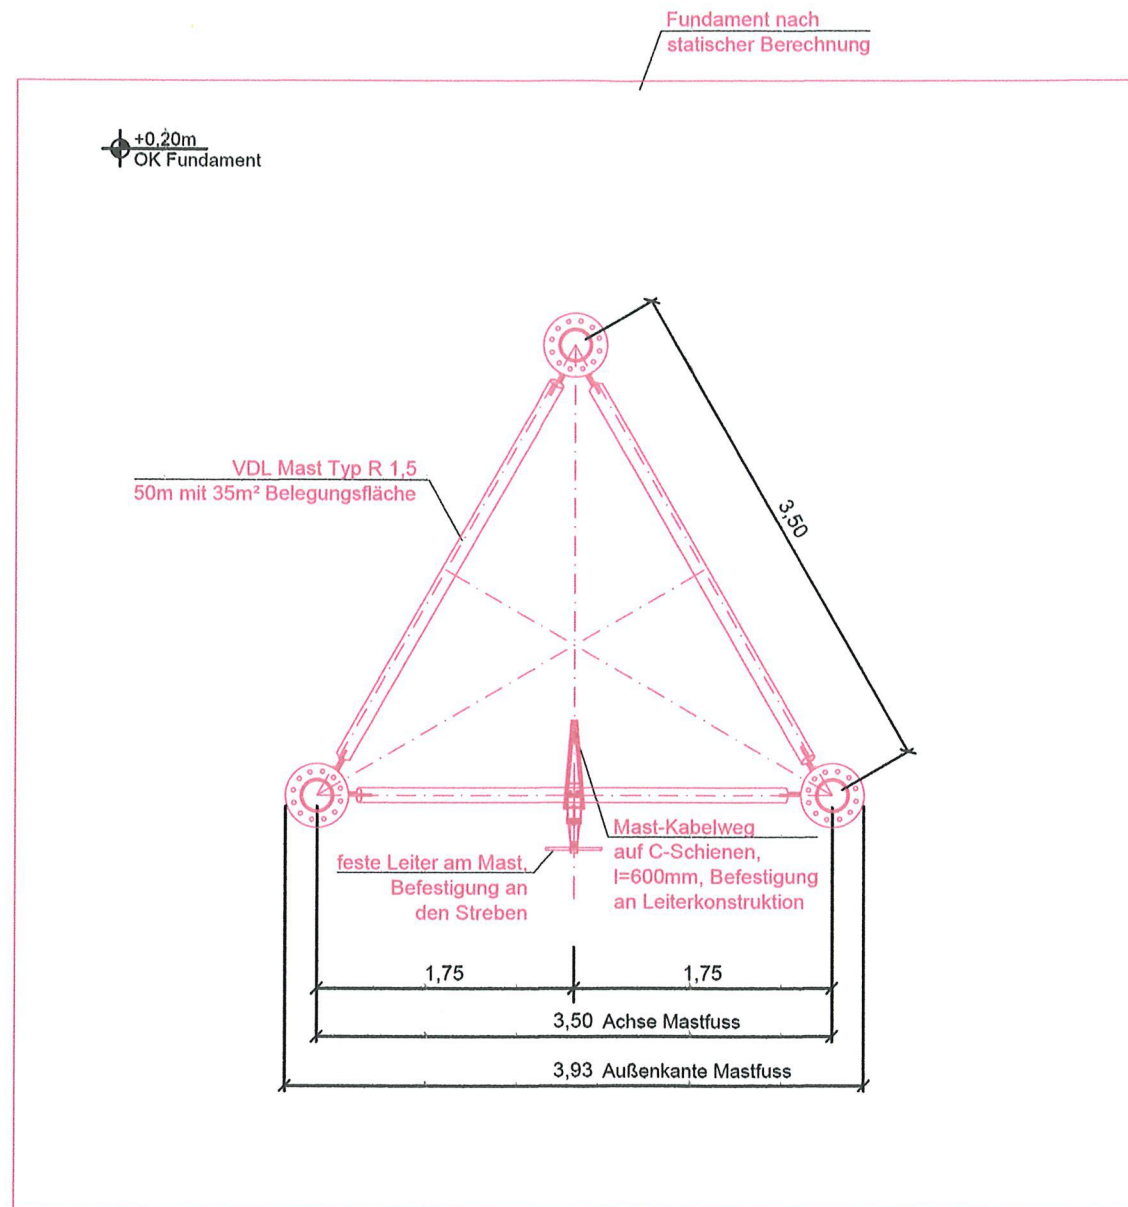 Fundament nach
statischer Berechnung
+0,20m
OK Fundament
3,50
VDL Mast Typ R 1,5
50m mit 35m² Belegungsfläche
Mast-Kabelweg
auf C-Schienen,
l=600mm, Befestigung
an Leiterkonstruktion
feste Leiter am Mast,
Befestigung an
den Streben
1,75
1,75
3,50 Achse Mastfuss
3,93 Außenkante Mastfuss